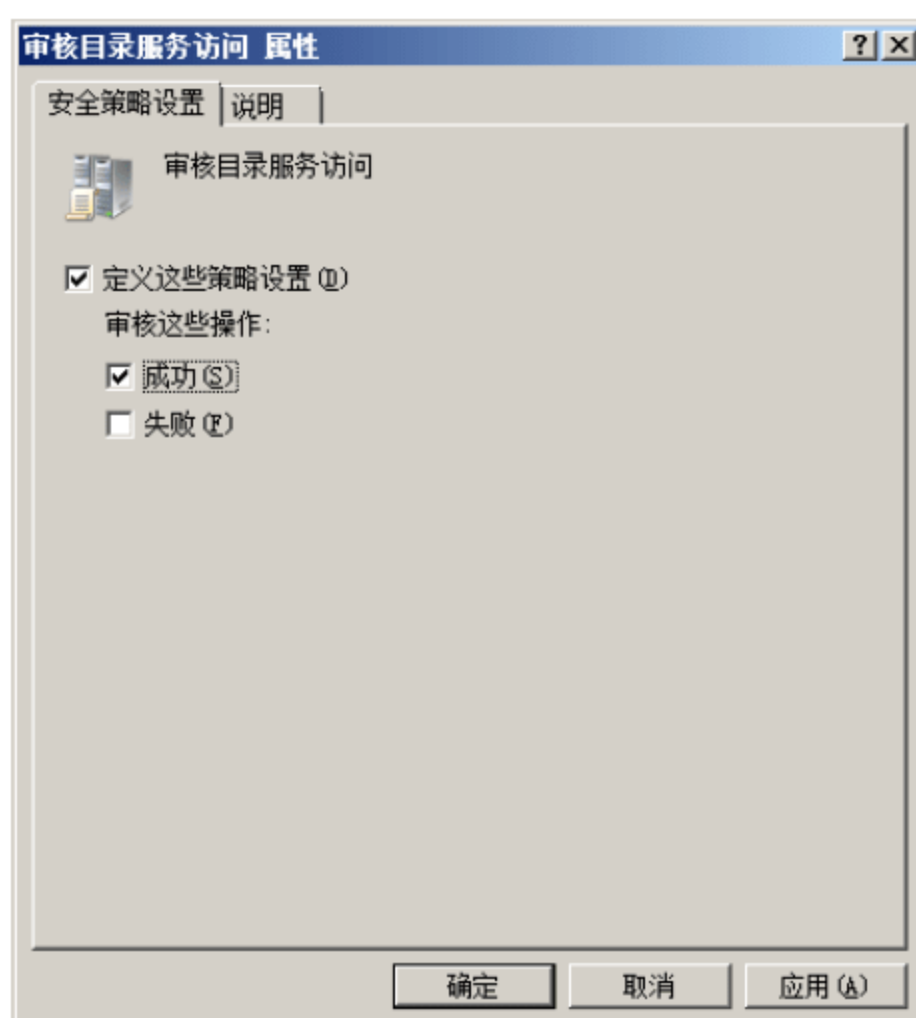 审核目录服务访问 属性
安全策略设置 说明
审核目录服务访问
定义这些策略设置(D)
审核这些操作:
成功(S)
失败(F)
确定 取消 应用(A)